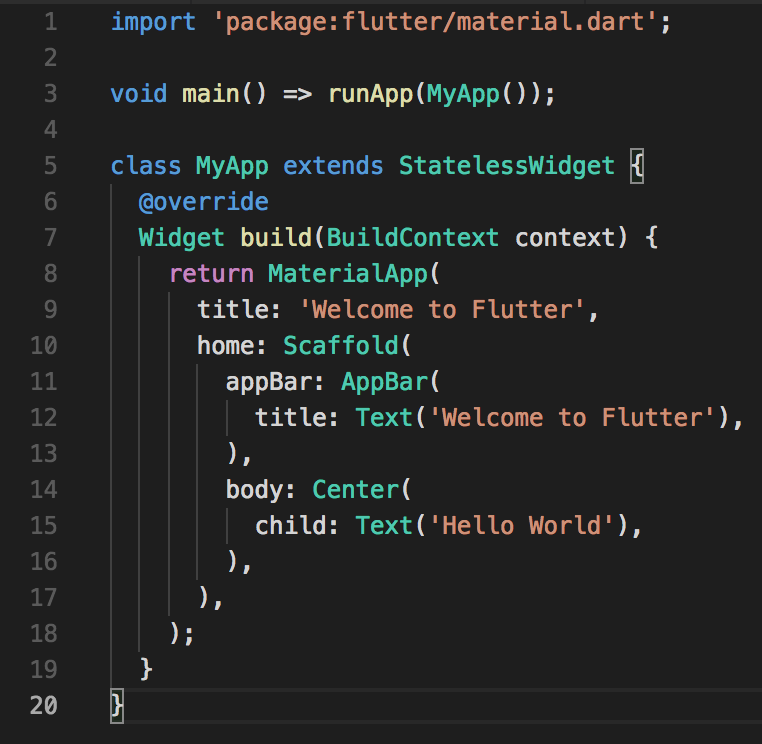 1 import 'package:flutter/material.dart';
2
3 void main() => runApp(MyApp());
4
5 class MyApp extends StatelessWidget {
6   @override
7   Widget build(BuildContext context) {
8     return MaterialApp(
9       title: 'Welcome to Flutter',
10       home: Scaffold(
11         appBar: AppBar(
12           title: Text('Welcome to Flutter'),
13         ),
14         body: Center(
15           child: Text('Hello World'),
16         ),
17       ),
18     );
19   }
20 }